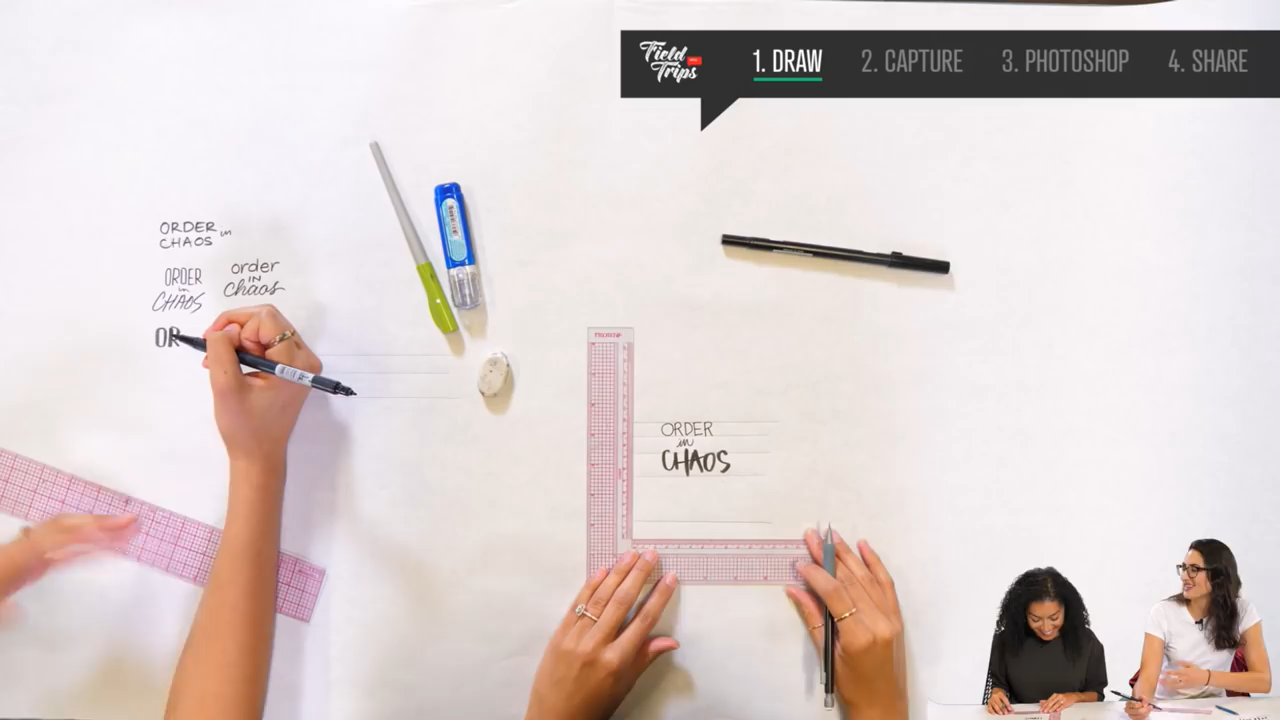 Field
Trips
1. DRAW
2. CAPTURE
3. PHOTOSHOP
4. SHARE
ORDER in
CHAOS
ORDER
in
CHAOS
order
IN
chaos
OR
WESTCOTT
ORDER
in
CHAOS